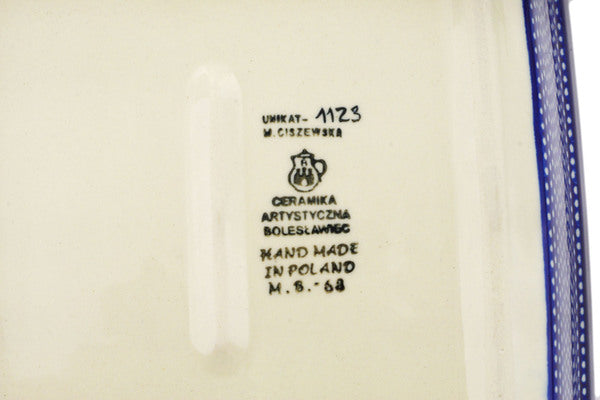 UNIKAT- 1123
M.CISZEWSKA
CERAMIKA
ARTYSTYCZNA
BOLESŁAWIEC
HAND MADE
IN POLAND
M.S.-68